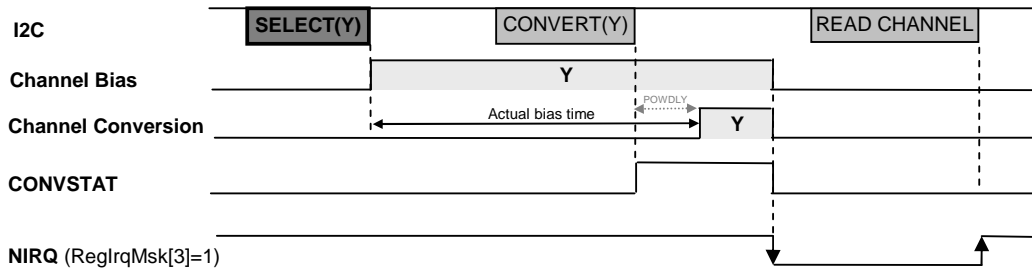 I2C SELECT(Y) CONVERT(Y) READ CHANNEL
Channel Bias Y
POWDLY
Actual bias time
Channel Conversion Y
CONVSTAT
NIRQ (RegIrqMsk[3]=1)